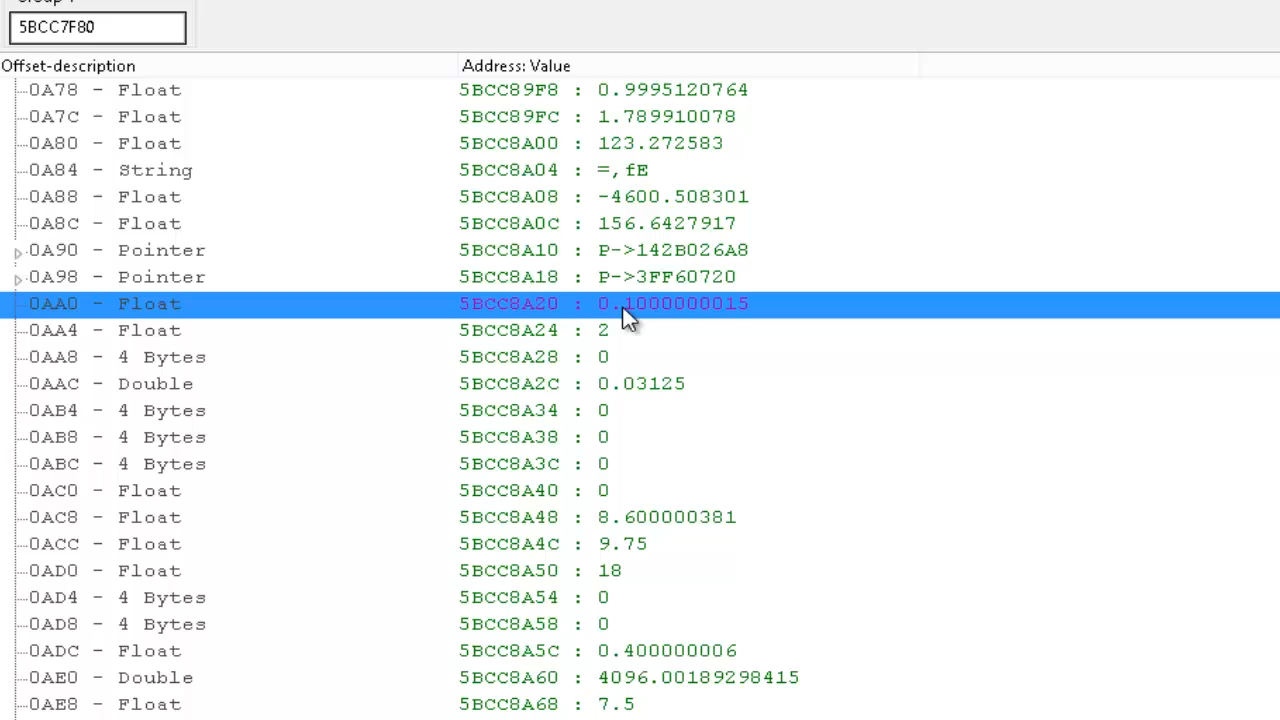 5BCC7F80
Offset-description Address: Value
0A78 - Float 5BCC89F8 : 0.9995120764
0A7C - Float 5BCC89FC : 1.789910078
0A80 - Float 5BCC8A00 : 123.272583
0A84 - String 5BCC8A04 : =,fE
0A88 - Float 5BCC8A08 : -4600.508301
0A8C - Float 5BCC8A0C : 156.6427917
0A90 - Pointer 5BCC8A10 : P->142B026A8
0A98 - Pointer 5BCC8A18 : P->3FF60720
0AA0 - Float 5BCC8A20 : 0.1000000015
0AA4 - Float 5BCC8A24 : 2
0AA8 - 4 Bytes 5BCC8A28 : 0
0AAC - Double 5BCC8A2C : 0.03125
0AB4 - 4 Bytes 5BCC8A34 : 0
0AB8 - 4 Bytes 5BCC8A38 : 0
0ABC - 4 Bytes 5BCC8A3C : 0
0AC0 - Float 5BCC8A40 : 0
0AC8 - Float 5BCC8A48 : 8.600000381
0ACC - Float 5BCC8A4C : 9.75
0AD0 - Float 5BCC8A50 : 18
0AD4 - 4 Bytes 5BCC8A54 : 0
0AD8 - 4 Bytes 5BCC8A58 : 0
0ADC - Float 5BCC8A5C : 0.400000006
0AE0 - Double 5BCC8A60 : 4096.00189298415
0AE8 - Float 5BCC8A68 : 7.5